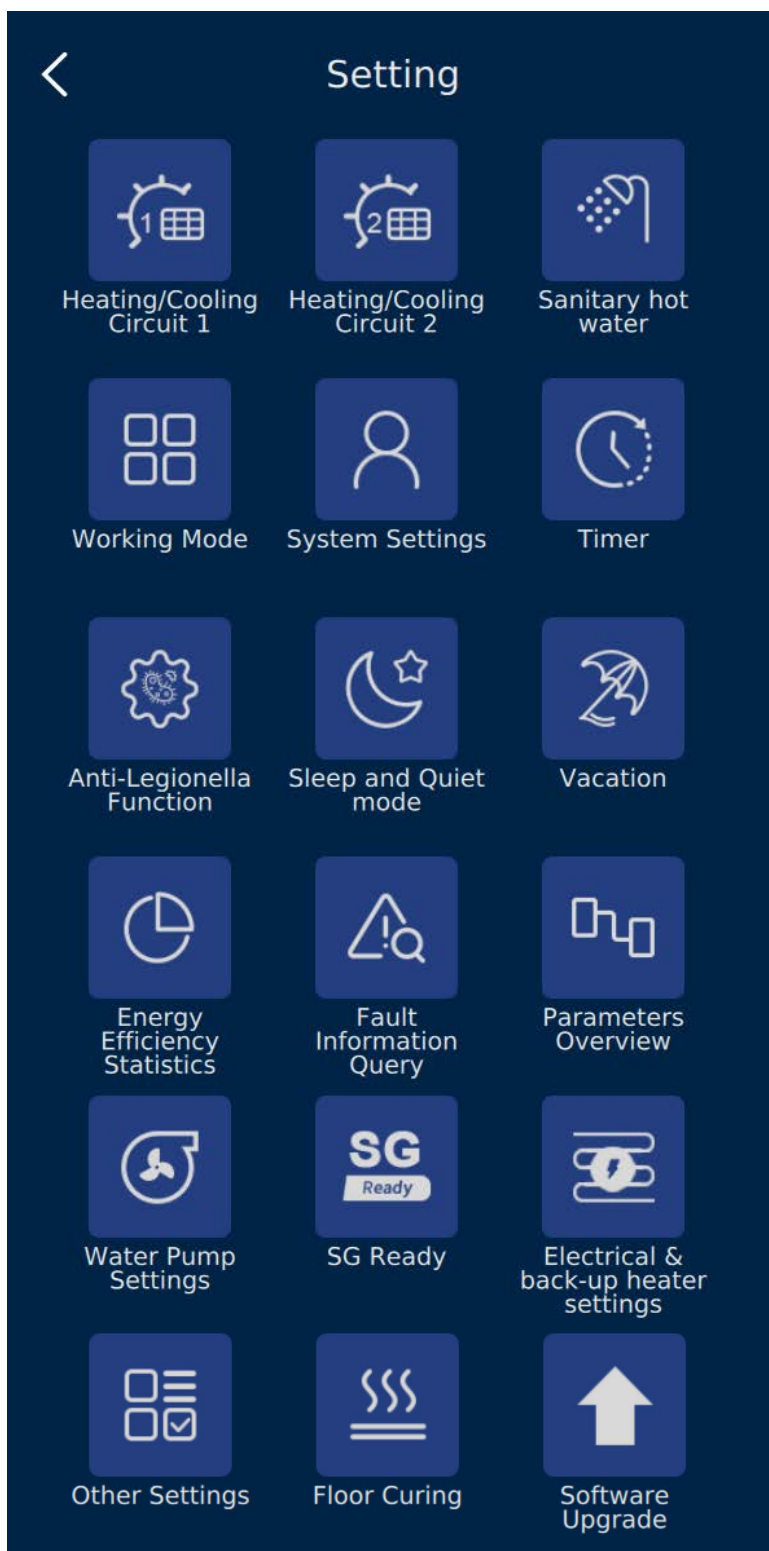 Setting
1
2
Heating/Cooling
Circuit 1
Heating/Cooling
Circuit 2
Sanitary hot
water
Working Mode
System Settings
Timer
Anti-Legionella
Function
Sleep and Quiet
mode
Vacation
Energy
Efficiency
Statistics
Fault
Information
Query
Parameters
Overview
Water Pump
Settings
SG
Ready
SG Ready
Electrical &
back-up heater
settings
Other Settings
Floor Curing
Software
Upgrade